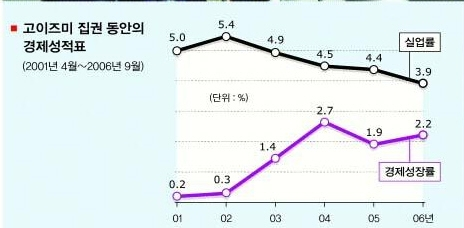 고이즈미 집권 동안의
경제성적표
(2001년 4월~2006년 9월)
5.0
5.4
4.9
4.5
4.4
3.9
실업률
(단위 : %)
0.2
0.3
1.4
2.7
1.9
2.2
경제성장률
01
02
03
04
05
06년